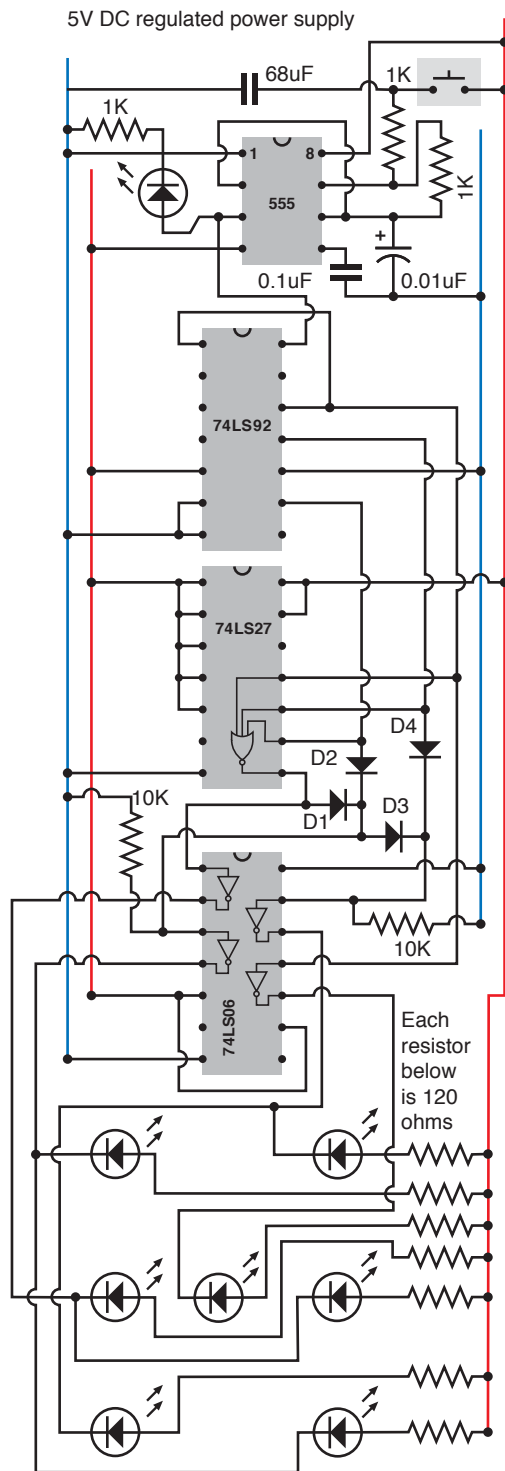 5V DC regulated power supply
68uF
1K
1K
1
8
555
1K
+
0.1uF
0.01uF
74LS92
74LS27
D4
D2
10K
D1
D3
10K
74LS06
Each
resistor
below
is 120
ohms